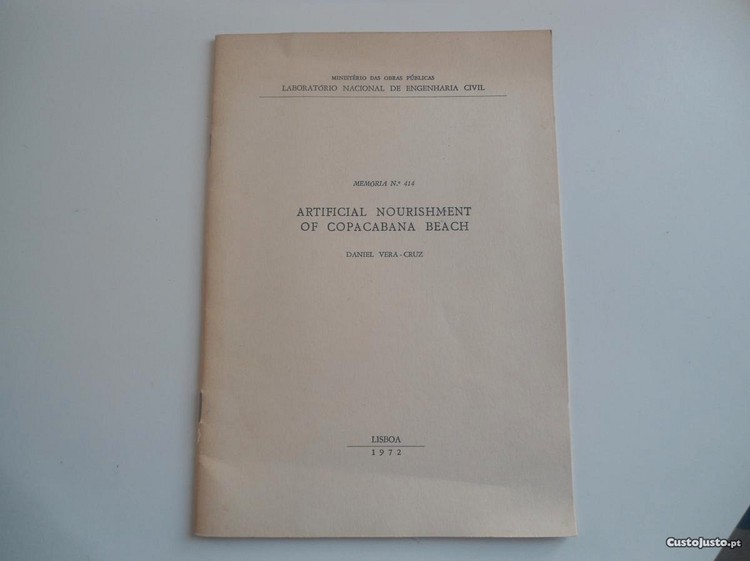 MINISTÉRIO DAS OBRAS PÚBLICAS
LABORATÓRIO NACIONAL DE ENGENHARIA CIVIL
MEMÓRIA N.º 414
ARTIFICIAL NOURISHMENT
OF COPACABANA BEACH
DANIEL VERA-CRUZ
LISBOA
1972
CustoJusto.pt